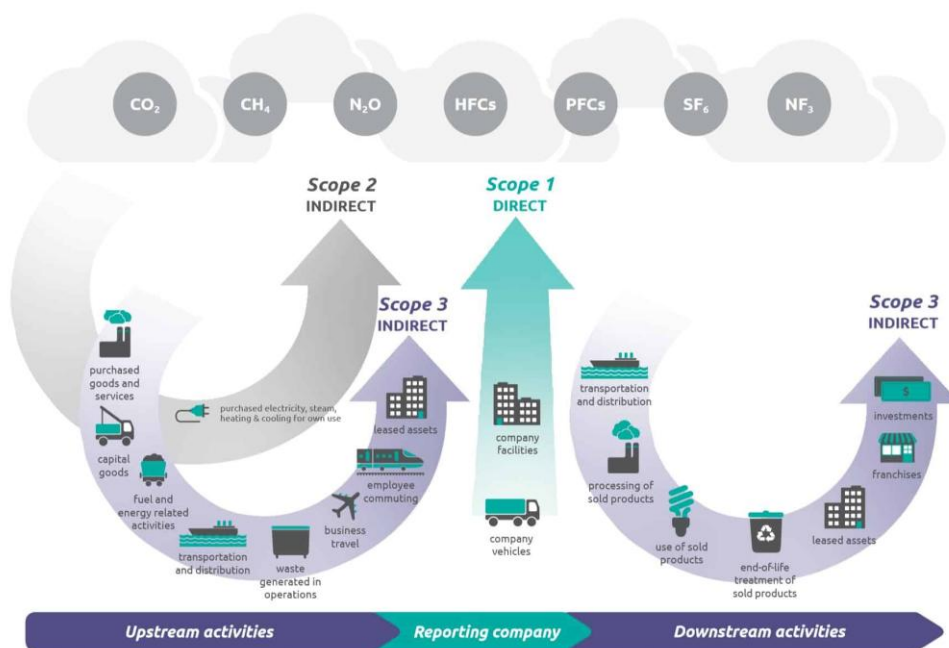 CO₂
CH₄
N₂O
HFCs
PFCs
SF₆
NF₃
Scope 2
INDIRECT
Scope 1
DIRECT
Scope 3
INDIRECT
Scope 3
INDIRECT
purchased
goods and
services
capital
goods
fuel and
energy related
activities
transportation
and distribution
waste
generated in
operations
business
travel
employee
commuting
leased assets
purchased electricity, steam,
heating & cooling for own use
company
facilities
company
vehicles
transportation
and distribution
processing of
sold products
use of sold
products
end-of-life
treatment of
sold products
leased assets
franchises
$
investments
Upstream activities
Reporting company
Downstream activities